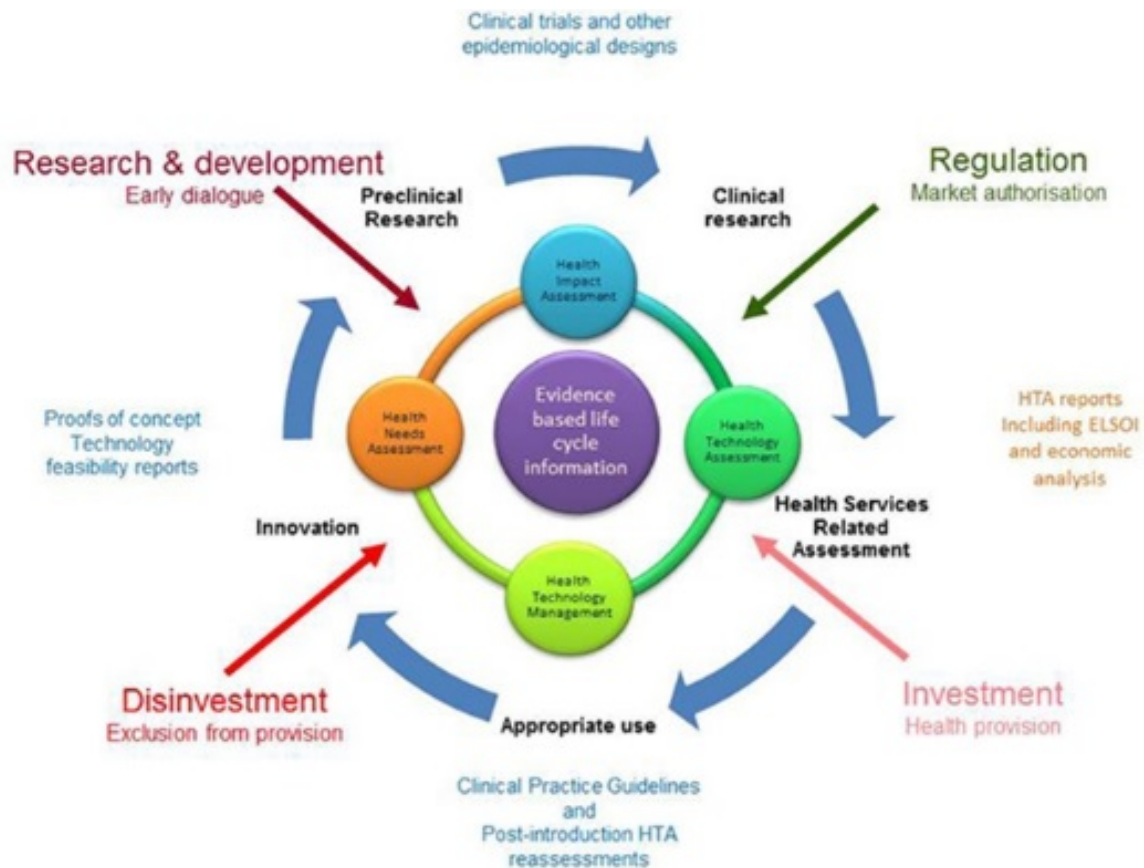 Clinical trials and other
epidemiological designs
Research & development
Early dialogue
Regulation
Market authorisation
Preclinical
Research
Clinical
research
Health
Impact
Assessment
Evidence
based life
cycle
information
Health
Needs
Assessment
Health
Technology
Assessment
Proofs of concept
Technology
feasibility reports
HTA reports
Including ELSOI
and economic
analysis
Innovation
Health Services
Related
Assessment
Health
Technology
Management
Disinvestment
Exclusion from provision
Investment
Health provision
Appropriate use
Clinical Practice Guidelines
and
Post-introduction HTA
reassessments